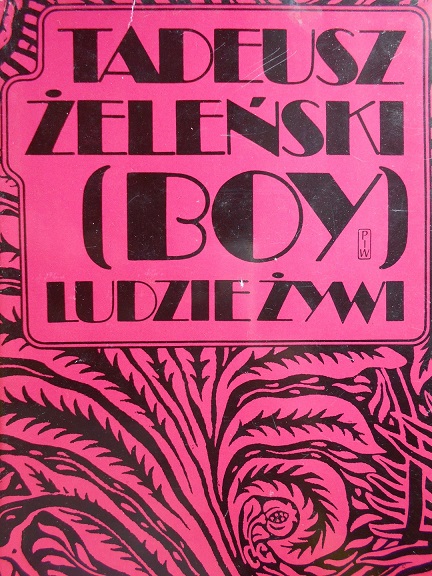 TADEUSZ
ŻELEŃSKI
(BOY)
PIW
LUDZIE ŻYWI